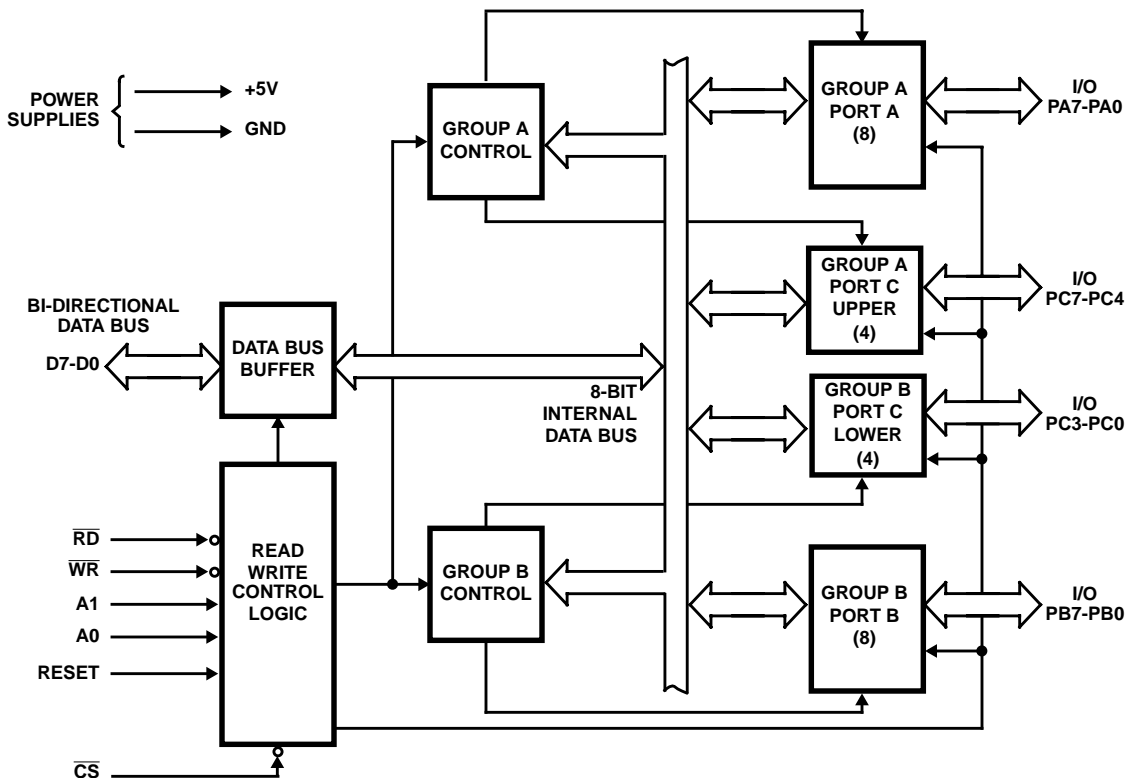 POWER
SUPPLIES
+5V
GND
GROUP A
CONTROL
GROUP A
PORT A
(8)
I/O
PA7-PA0
GROUP A
PORT C
UPPER
(4)
I/O
PC7-PC4
BI-DIRECTIONAL
DATA BUS
D7-D0
DATA BUS
BUFFER
8-BIT
INTERNAL
DATA BUS
GROUP B
PORT C
LOWER
(4)
I/O
PC3-PC0
RD
WR
A1
A0
RESET
CS
READ
WRITE
CONTROL
LOGIC
GROUP B
CONTROL
GROUP B
PORT B
(8)
I/O
PB7-PB0